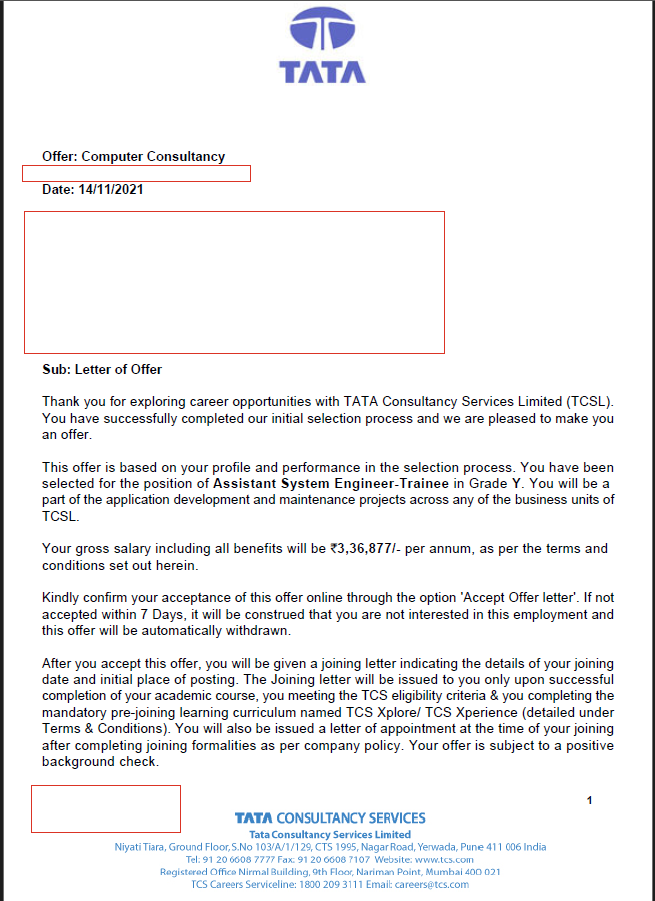 TATA
Offer: Computer Consultancy
Date: 14/11/2021
Sub: Letter of Offer
Thank you for exploring career opportunities with TATA Consultancy Services Limited (TCSL).
You have successfully completed our initial selection process and we are pleased to make you
an offer.
This offer is based on your profile and performance in the selection process. You have been
selected for the position of Assistant System Engineer-Trainee in Grade Y. You will be a
part of the application development and maintenance projects across any of the business units of
TCSL.
Your gross salary including all benefits will be ₹3,36,877/- per annum, as per the terms and
conditions set out herein.
Kindly confirm your acceptance of this offer online through the option 'Accept Offer letter'. If not
accepted within 7 Days, it will be construed that you are not interested in this employment and
this offer will be automatically withdrawn.
After you accept this offer, you will be given a joining letter indicating the details of your joining
date and initial place of posting. The Joining letter will be issued to you only upon successful
completion of your academic course, you meeting the TCS eligibility criteria & you completing the
mandatory pre-joining learning curriculum named TCS Xplore/ TCS Xperience (detailed under
Terms & Conditions). You will also be issued a letter of appointment at the time of your joining
after completing joining formalities as per company policy. Your offer is subject to a positive
background check.
1
TATA CONSULTANCY SERVICES
Tata Consultancy Services Limited
Niyati Tiara, Ground Floor, S.No 103/A/1/129, CTS 1995, Nagar Road, Yerwada, Pune 411 006 India
Tel: 91 20 6608 7777 Fax: 91 20 6608 7107 Website: www.tcs.com
Registered Office Nirmal Building, 9th Floor, Nariman Point, Mumbai 400 021
TCS Careers Serviceline: 1800 209 3111 Email: careers@tcs.com